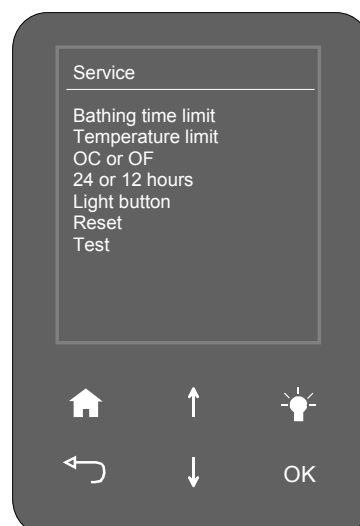 Service
Bathing time limit
Temperature limit
OC or OF
24 or 12 hours
Light button
Reset
Test
OK